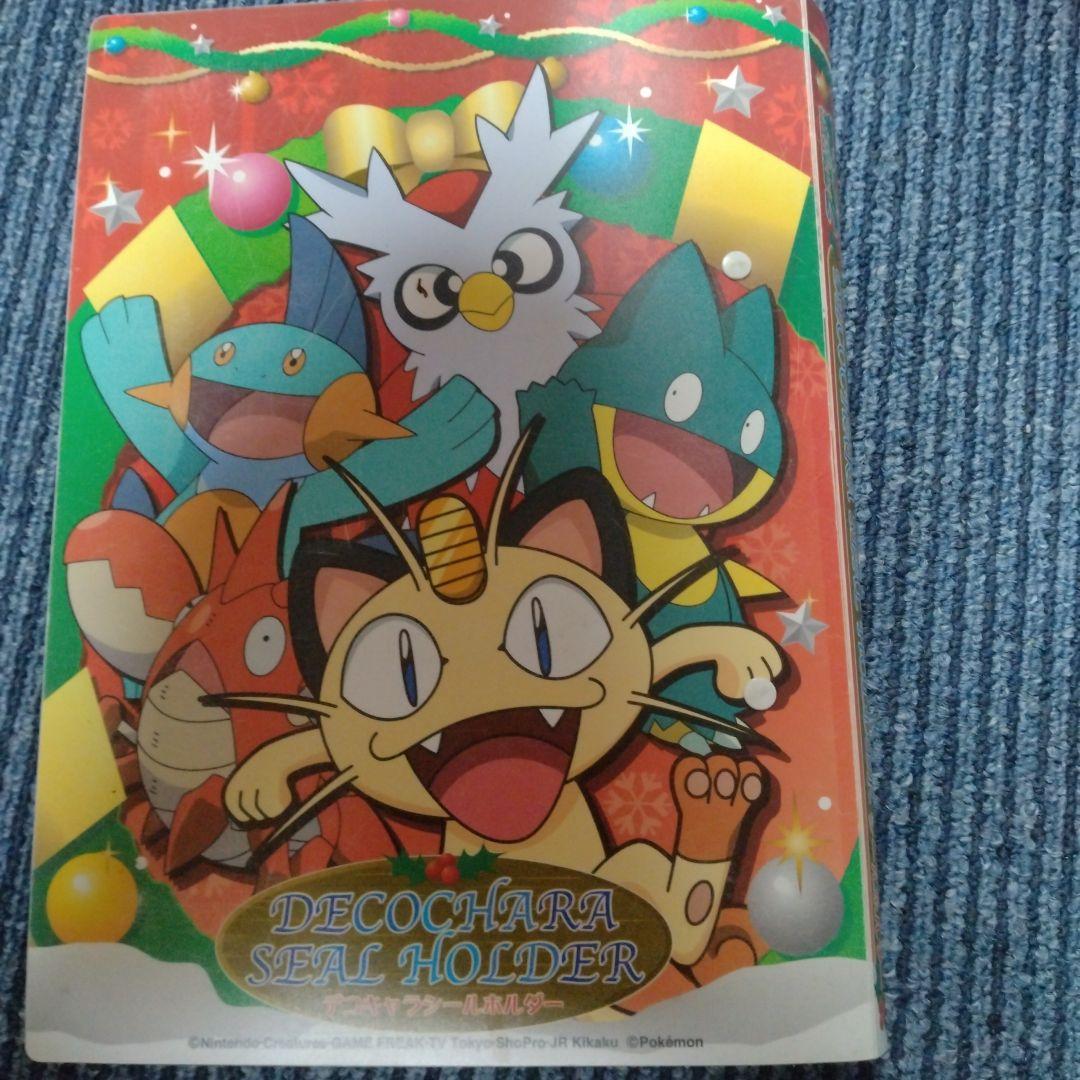 DECOCHARA
SEAL HOLDER
デコキャラシールホルダー
©Nintendo·Creatures·GAME FREAK·TV Tokyo·ShoPro·JR Kikaku ©Pokémon